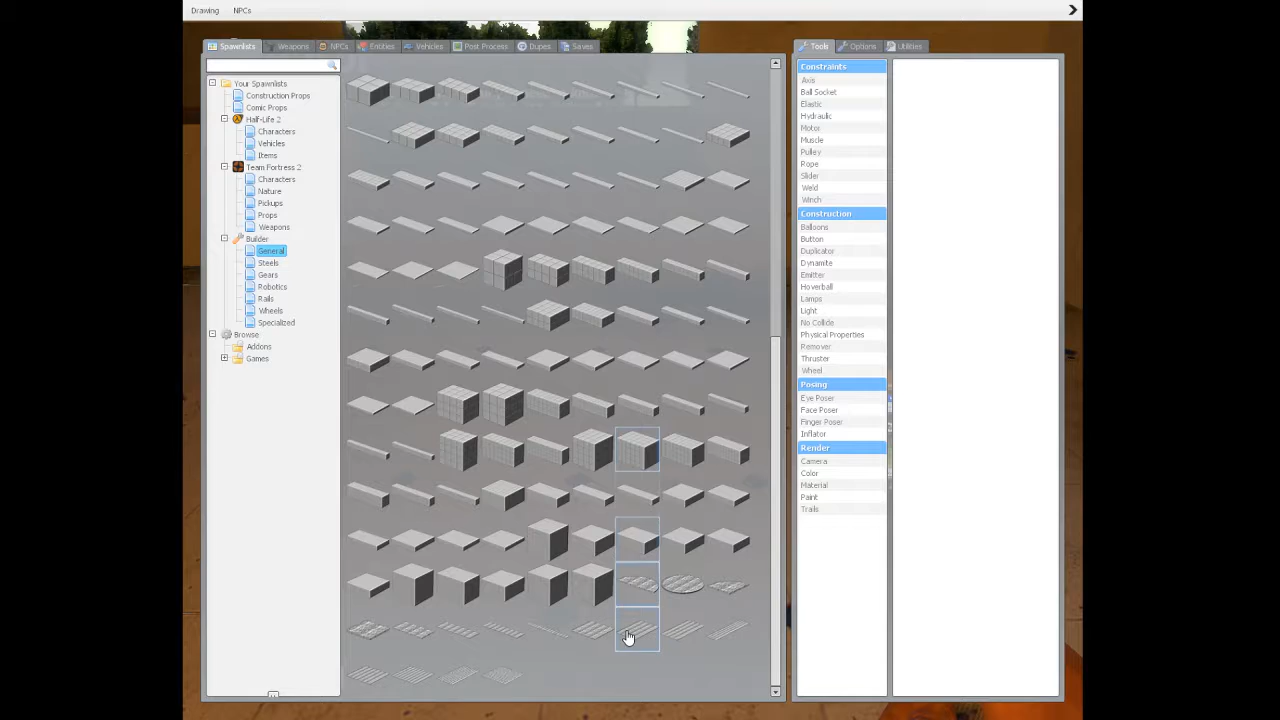 Drawing NPCs
Spawnlists Weapons NPCs Entities Vehicles Post Process Dupes Saves
Tools Options Utilities
Your Spawnlists
Construction Props
Comic Props
Half-Life 2
Characters
Vehicles
Items
Team Fortress 2
Characters
Nature
Pickups
Props
Weapons
Builder
General
Steels
Gears
Robotics
Rails
Wheels
Specialized
Browse
Addons
Games
Constraints
Axis
Ball Socket
Elastic
Hydraulic
Motor
Muscle
Pulley
Rope
Slider
Weld
Winch
Construction
Balloons
Button
Duplicator
Dynamite
Emitter
Hoverball
Lamps
Light
No Collide
Physical Properties
Remover
Thruster
Wheel
Posing
Eye Poser
Face Poser
Finger Poser
Inflator
Render
Camera
Color
Material
Paint
Trails